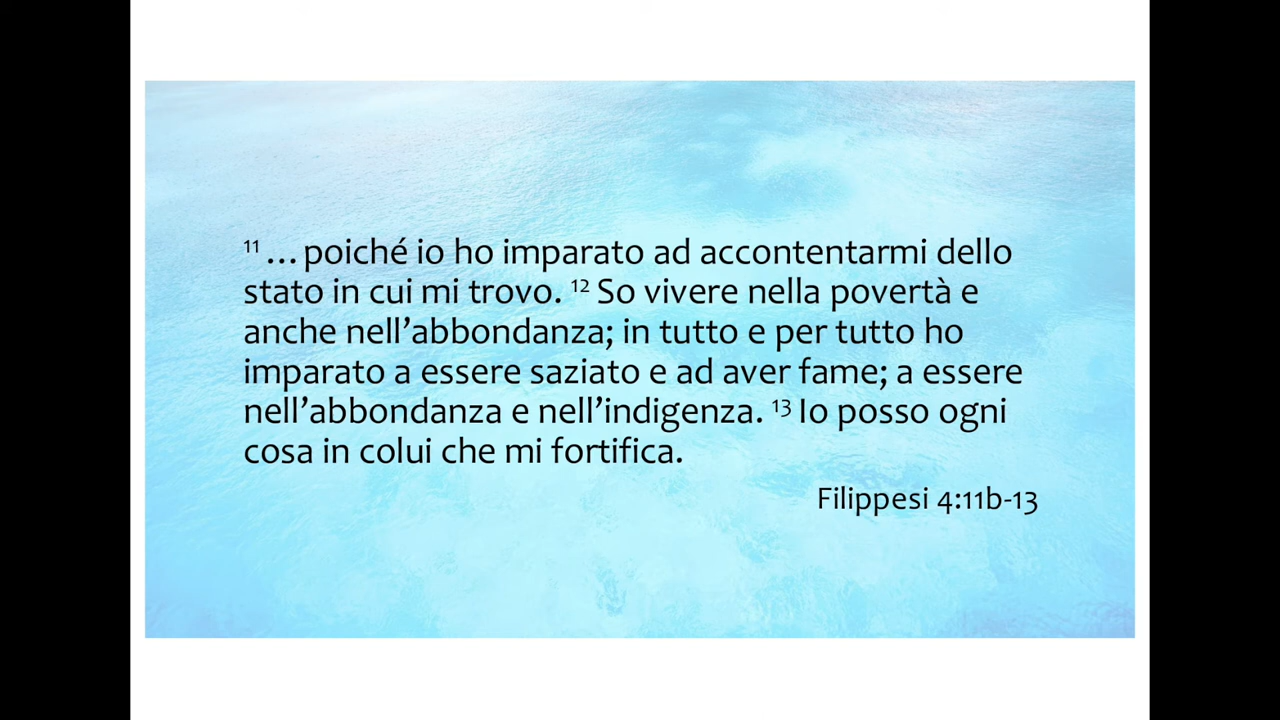 ¹¹ …poiché io ho imparato ad accontentarmi dello
stato in cui mi trovo. ¹² So vivere nella povertà e
anche nell’abbondanza; in tutto e per tutto ho
imparato a essere saziato e ad aver fame; a essere
nell’abbondanza e nell’indigenza. ¹³ Io posso ogni
cosa in colui che mi fortifica.
Filippesi 4:11b-13